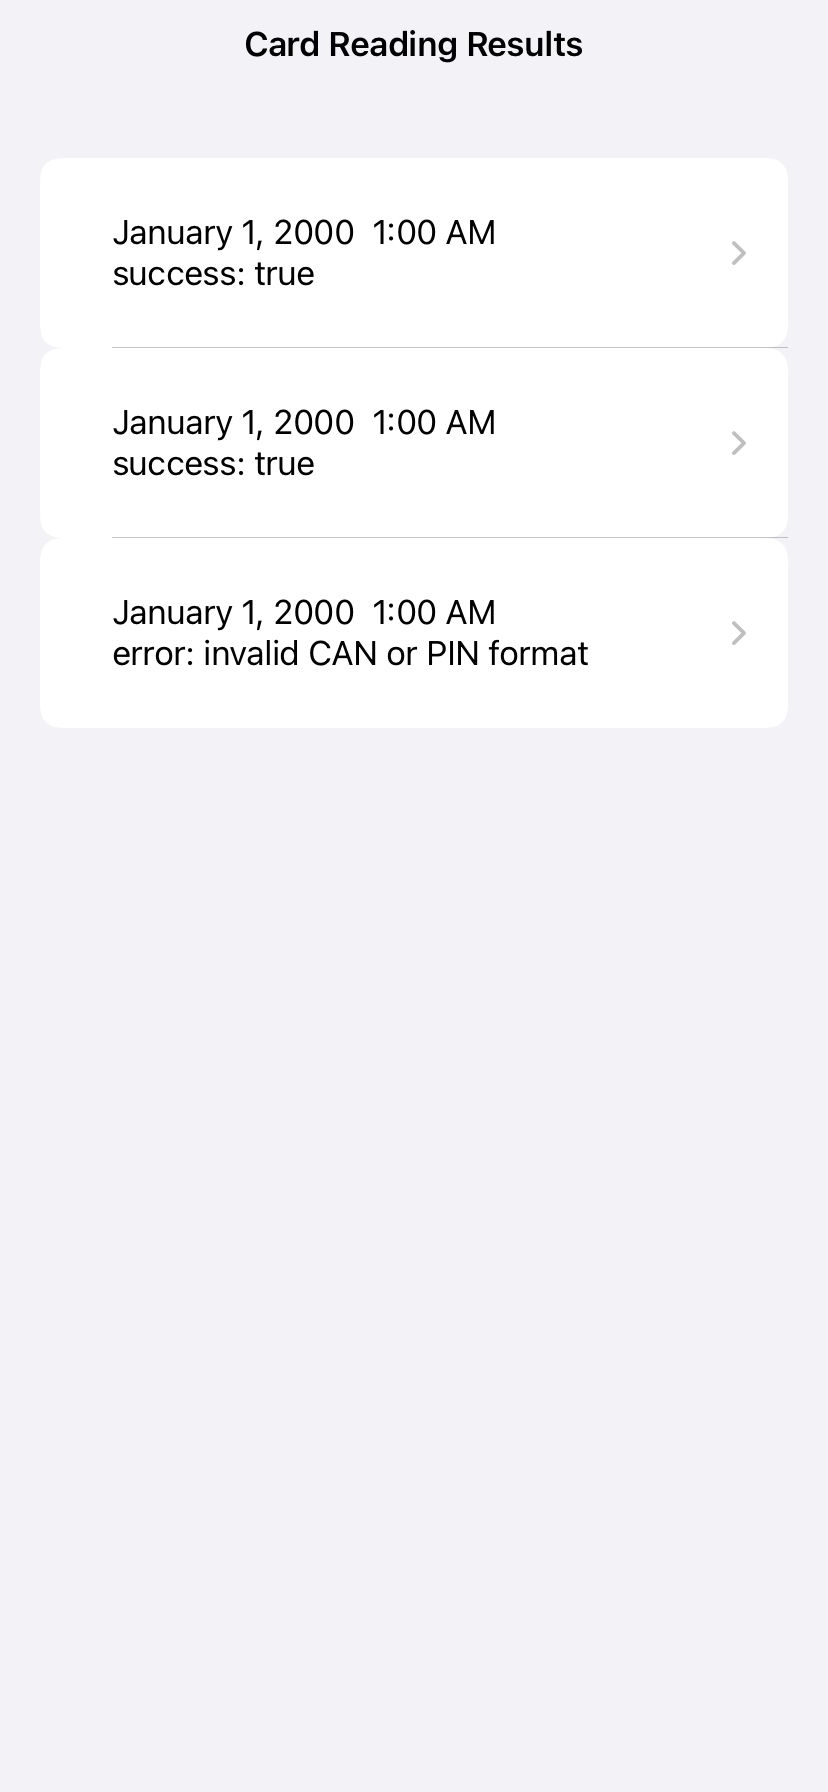 Card Reading Results
January 1, 2000  1:00 AM
success: true
January 1, 2000  1:00 AM
success: true
January 1, 2000  1:00 AM
error: invalid CAN or PIN format